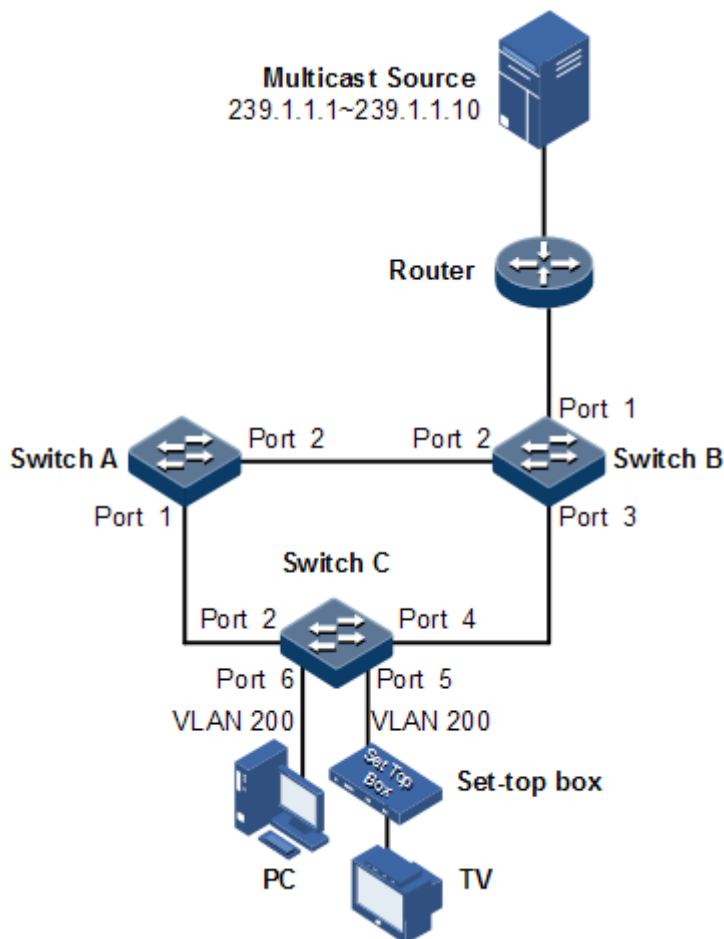 Multicast Source
239.1.1.1~239.1.1.10
Router
Port 1
Switch A
Port 2
Port 2
Switch B
Port 1
Port 3
Switch C
Port 2
Port 4
Port 6
Port 5
VLAN 200
VLAN 200
Set Top
Box
Set-top box
PC
TV